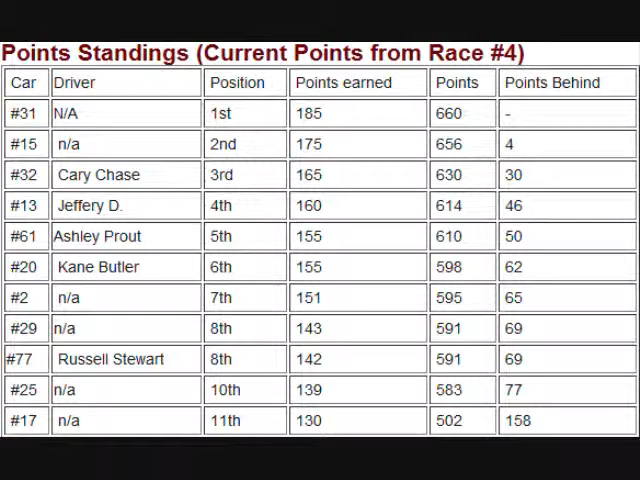 Points Standings (Current Points from Race #4)
Car Driver Position Points earned Points Points Behind
#31 N/A 1st 185 660 -
#15 n/a 2nd 175 656 4
#32 Cary Chase 3rd 165 630 30
#13 Jeffery D. 4th 160 614 46
#61 Ashley Prout 5th 155 610 50
#20 Kane Butler 6th 155 598 62
#2 n/a 7th 151 595 65
#29 n/a 8th 143 591 69
#77 Russell Stewart 8th 142 591 69
#25 n/a 10th 139 583 77
#17 n/a 11th 130 502 158